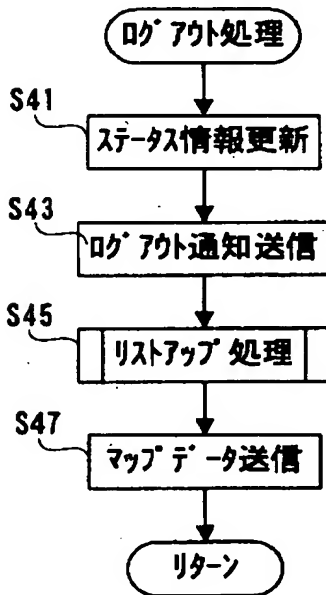 ログアウト処理
S41
ステータス情報更新
S43
ログアウト通知送信
S45
リストアップ処理
S47
マップデータ送信
リターン